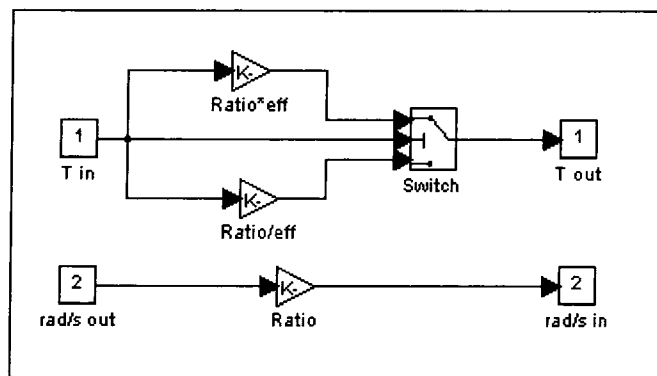 K-
Ratio*eff
1
T in
Switch
1
T out
K-
Ratio/eff
2
rad/s out
K-
Ratio
2
rad/s in